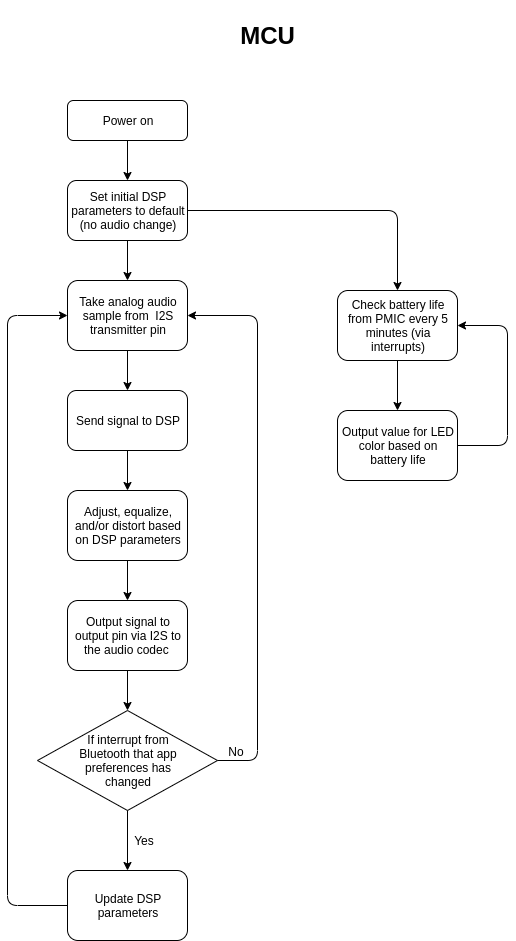 MCU
Power on
Set initial DSP
parameters to default
(no audio change)
Take analog audio
sample from  I2S
transmitter pin
Send signal to DSP
Adjust, equalize,
and/or distort based
on DSP parameters
Output signal to
output pin via I2S to
the audio codec
If interrupt from
Bluetooth that app
preferences has
changed
No
Yes
Update DSP
parameters
Check battery life
from PMIC every 5
minutes (via
interrupts)
Output value for LED
color based on
battery life